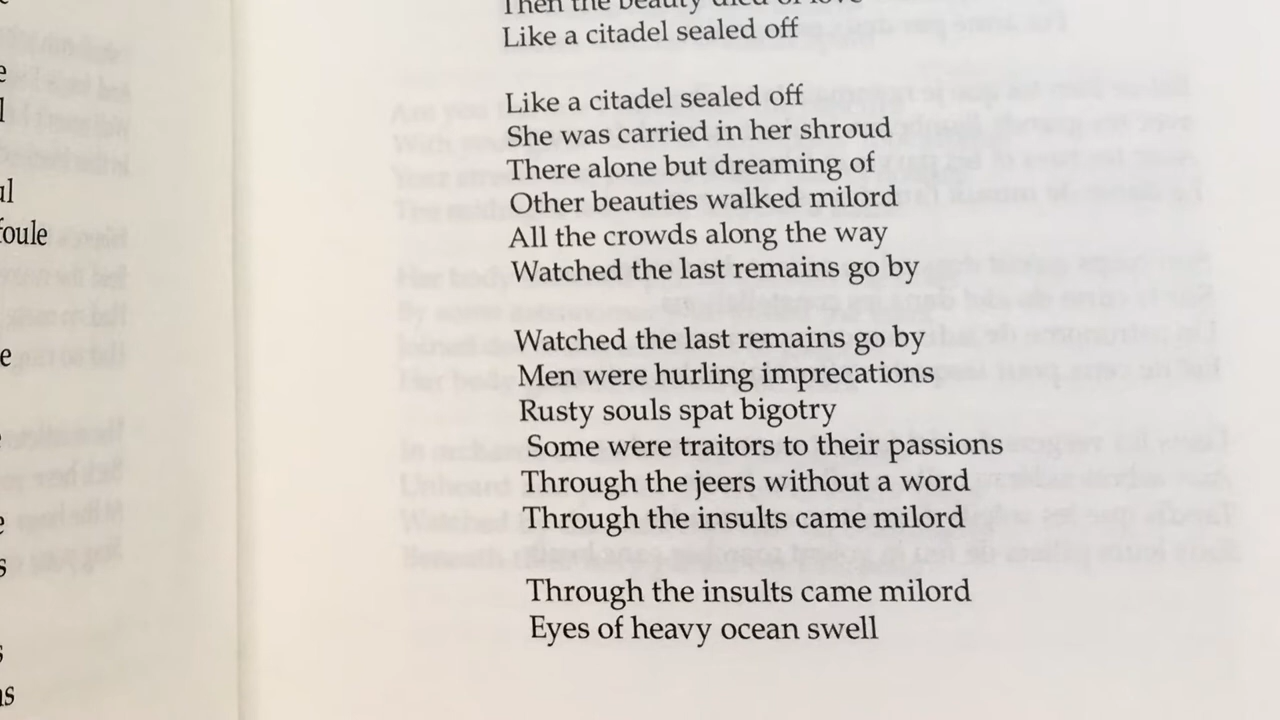 Then the beauty died of love
Like a citadel sealed off
Like a citadel sealed off
She was carried in her shroud
There alone but dreaming of
Other beauties walked milord
All the crowds along the way
Watched the last remains go by
Watched the last remains go by
Men were hurling imprecations
Rusty souls spat bigotry
Some were traitors to their passions
Through the jeers without a word
Through the insults came milord
Through the insults came milord
Eyes of heavy ocean swell
foule